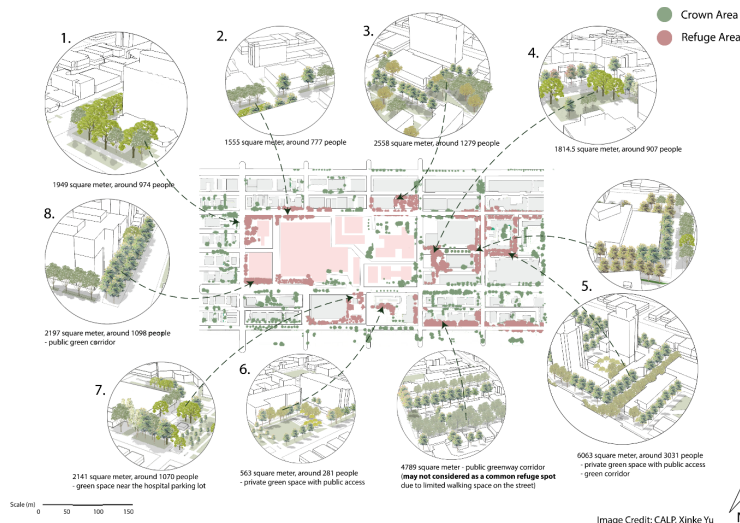 Crown Area
Refuge Area
1.
1949 square meter, around 974 people
2.
1555 square meter, around 777 people
3.
2558 square meter, around 1279 people
4.
1814.5 square meter, around 907 people
8.
2197 square meter, around 1098 people
- public green corridor
5.
6063 square meter, around 3031 people
- private green space with public access
- green corridor
7.
2141 square meter, around 1070 people
- green space near the hospital parking lot
6.
563 square meter, around 281 people
- private green space with public access
4789 square meter - public greenway corridor
(may not considered as a common refuge spot
due to limited walking space on the street)
Scale (m)
0 50 100 150
Image Credit: CALP, Xinke Yu
N